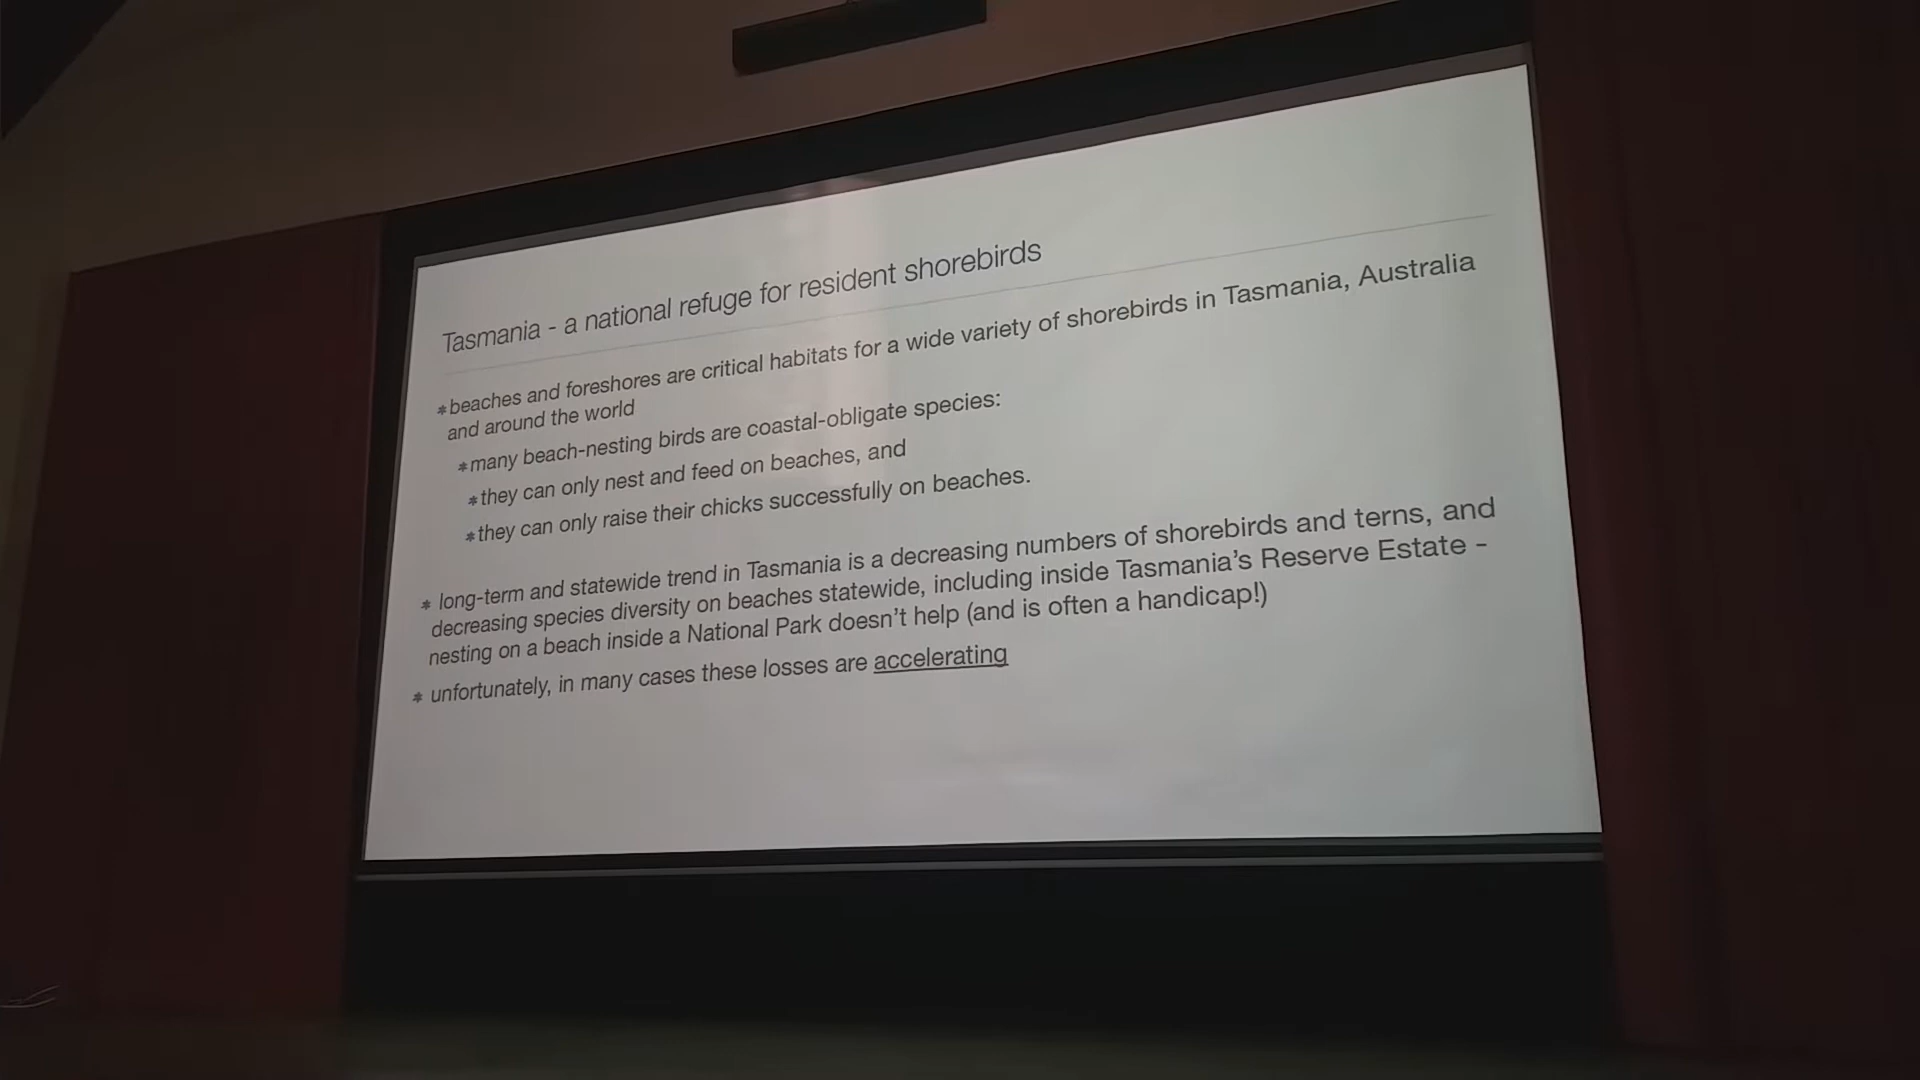 Tasmania - a national refuge for resident shorebirds
* beaches and foreshores are critical habitats for a wide variety of shorebirds in Tasmania, Australia
and around the world
* many beach-nesting birds are coastal-obligate species:
* they can only nest and feed on beaches, and
* they can only raise their chicks successfully on beaches.
* long-term and statewide trend in Tasmania is a decreasing numbers of shorebirds and terns, and
decreasing species diversity on beaches statewide, including inside Tasmania’s Reserve Estate -
nesting on a beach inside a National Park doesn’t help (and is often a handicap!)
* unfortunately, in many cases these losses are accelerating